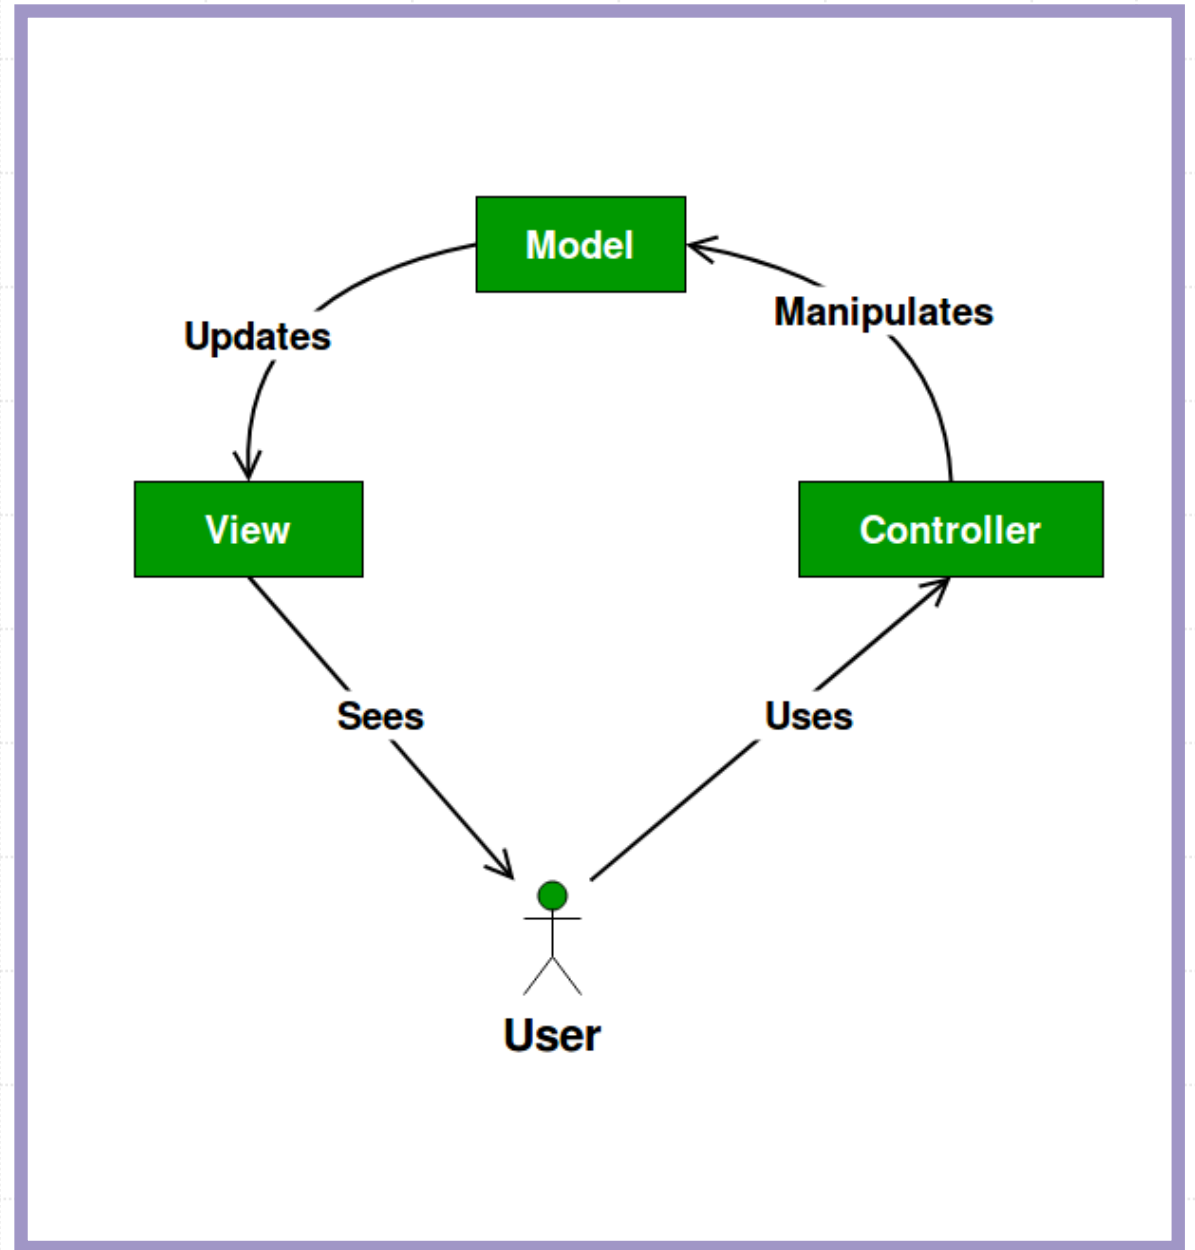 Model
Manipulates
Updates
View
Controller
Sees
Uses
User